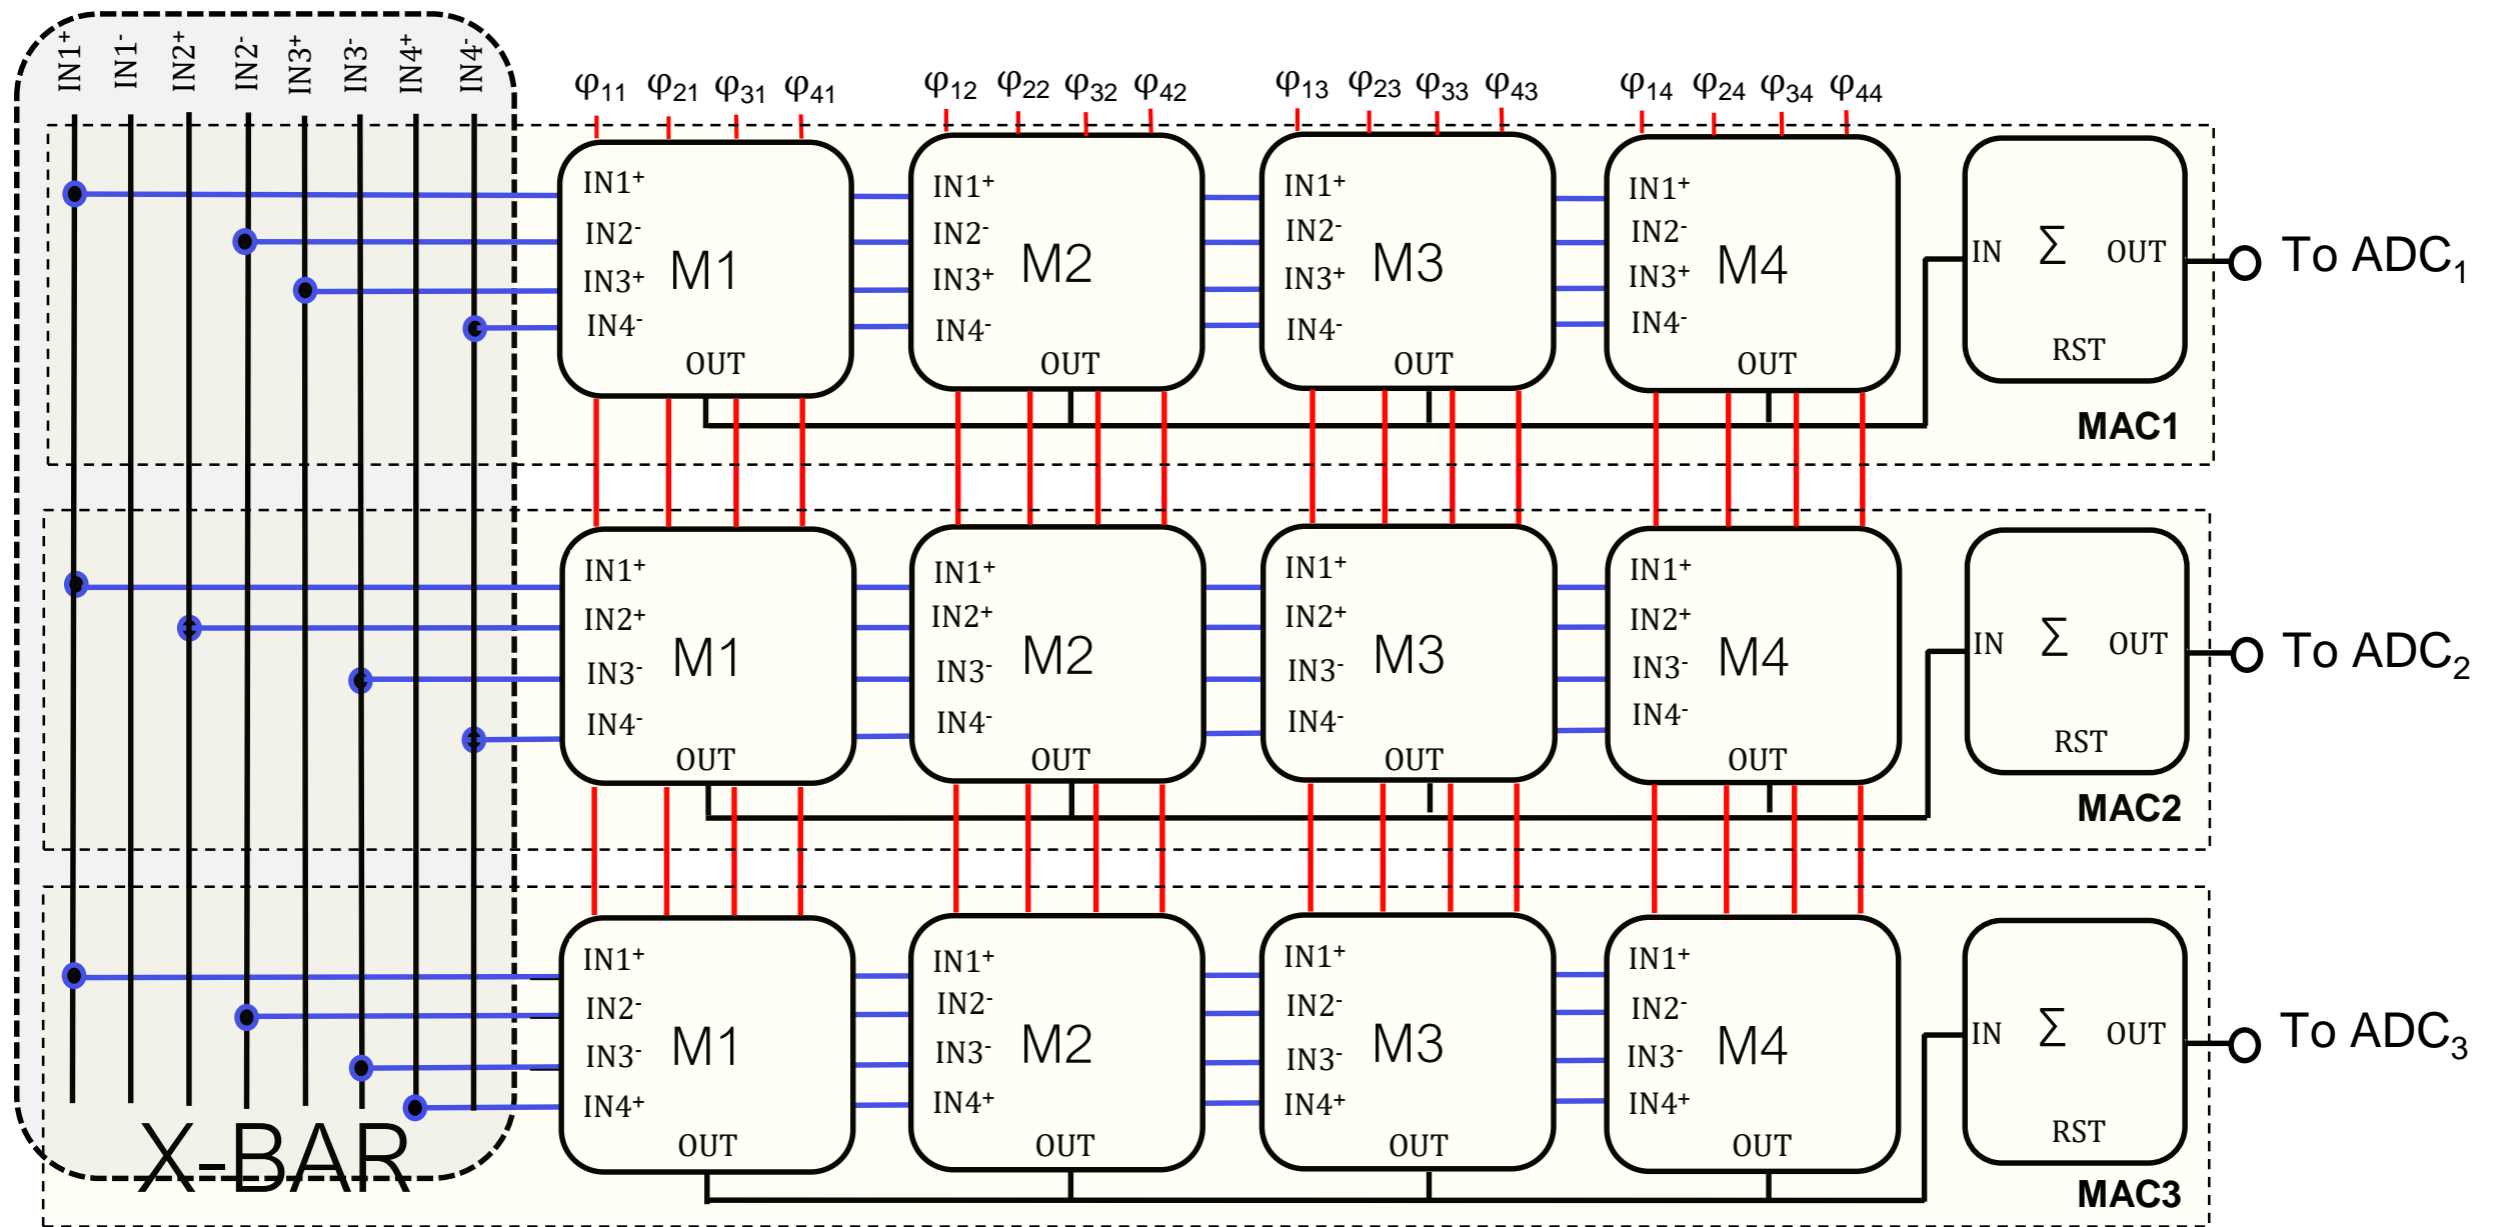 IN1⁺ IN1⁻ IN2⁺ IN2⁻ IN3⁺ IN3⁻ IN4⁺ IN4⁻
φ₁₁ φ₂₁ φ₃₁ φ₄₁ φ₁₂ φ₂₂ φ₃₂ φ₄₂ φ₁₃ φ₂₃ φ₃₃ φ₄₃ φ₁₄ φ₂₄ φ₃₄ φ₄₄
IN1⁺ IN1⁺ IN1⁺ IN1⁺
IN2⁻ IN2⁻ IN2⁻ IN2⁻
M1 M2 M3 M4 IN Σ OUT To ADC₁
IN3⁺ IN3⁺ IN3⁺ IN3⁺
IN4⁻ IN4⁻ IN4⁻ IN4⁻
OUT OUT OUT OUT RST
MAC1
IN1⁺ IN1⁺ IN1⁺ IN1⁺
IN2⁺ IN2⁺ IN2⁺ IN2⁺
M1 M2 M3 M4 IN Σ OUT To ADC₂
IN3⁻ IN3⁻ IN3⁻ IN3⁻
IN4⁻ IN4⁻ IN4⁻ IN4⁻
OUT OUT OUT OUT RST
MAC2
IN1⁺ IN1⁺ IN1⁺ IN1⁺
IN2⁻ IN2⁻ IN2⁻ IN2⁻
M1 M2 M3 M4 IN Σ OUT To ADC₃
IN3⁻ IN3⁻ IN3⁻ IN3⁻
IN4⁺ IN4⁺ IN4⁺ IN4⁺
OUT OUT OUT OUT RST
X-BAR
MAC3